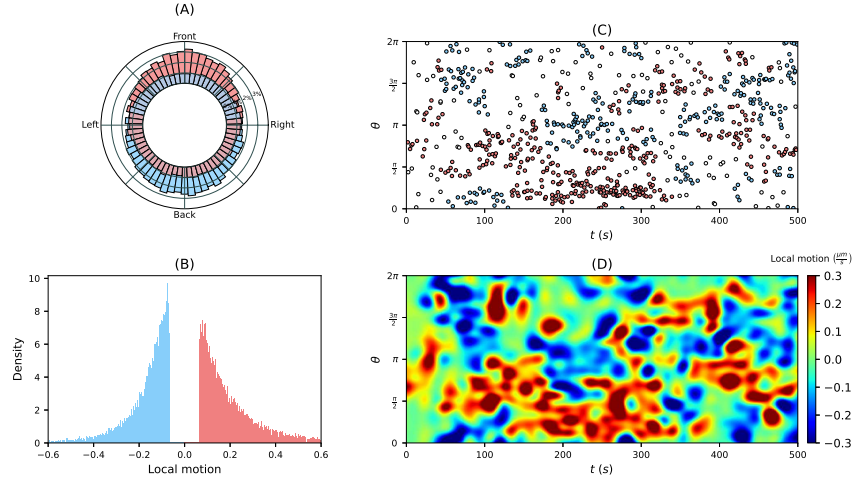 (A)
Front
Left
Right
Back
2%
3%
(C)
2π
3π/2
π
π/2
0
θ
0 100 200 300 400 500
t (s)
(B)
10
8
6
4
2
0
Density
−0.6 −0.4 −0.2 0.0 0.2 0.4 0.6
Local motion
(D)
2π
3π/2
π
π/2
0
θ
0 100 200 300 400 500
t (s)
Local motion (μm/s)
0.3
0.2
0.1
0.0
−0.1
−0.2
−0.3